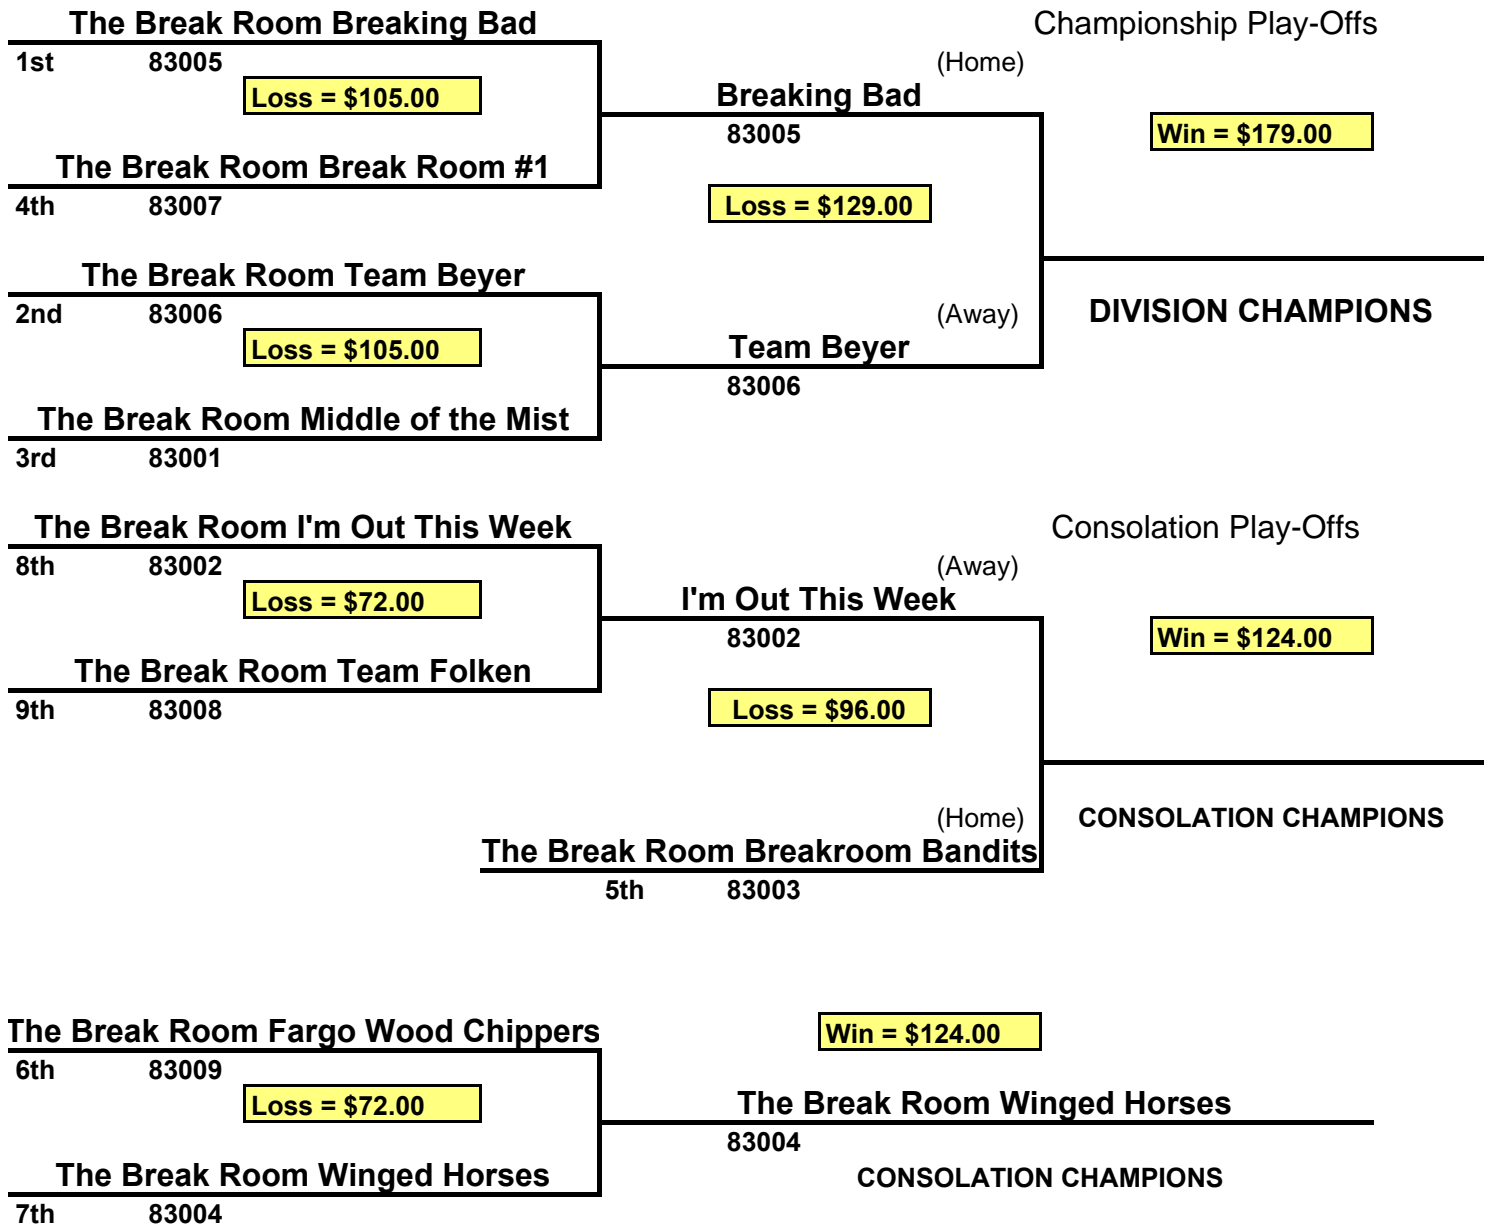 The Break Room Breaking Bad
Championship Play-Offs
1st 83005
(Home)
Loss = $105.00
Breaking Bad
83005
Win = $179.00
The Break Room Break Room #1
4th 83007
Loss = $129.00
The Break Room Team Beyer
2nd 83006
(Away)
DIVISION CHAMPIONS
Loss = $105.00
Team Beyer
83006
The Break Room Middle of the Mist
3rd 83001
The Break Room I'm Out This Week
Consolation Play-Offs
8th 83002
(Away)
Loss = $72.00
I'm Out This Week
83002
Win = $124.00
The Break Room Team Folken
9th 83008
Loss = $96.00
(Home)
CONSOLATION CHAMPIONS
The Break Room Breakroom Bandits
5th 83003
The Break Room Fargo Wood Chippers
Win = $124.00
6th 83009
Loss = $72.00
The Break Room Winged Horses
83004
The Break Room Winged Horses
CONSOLATION CHAMPIONS
7th 83004